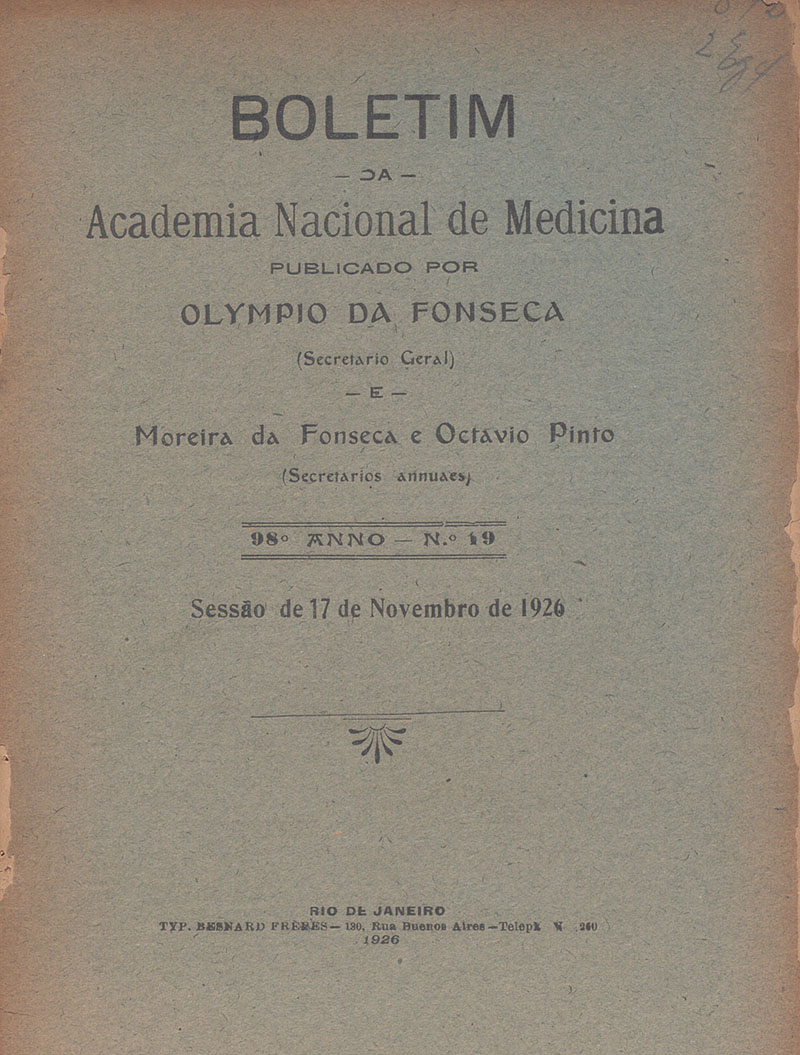 BOLETIM
— DA —
Academia Nacional de Medicina
PUBLICADO POR
OLYMPIO DA FONSECA
(Secretario Geral)
— E —
Moreira da Fonseca e Octavio Pinto
(Secretarios annuaes)
98º ANNO — N.º 19
Sessão de 17 de Novembro de 1926
RIO DE JANEIRO
TYP. BESNARD FRÈRES — 130, Rua Buenos Aires — Teleph N
1926